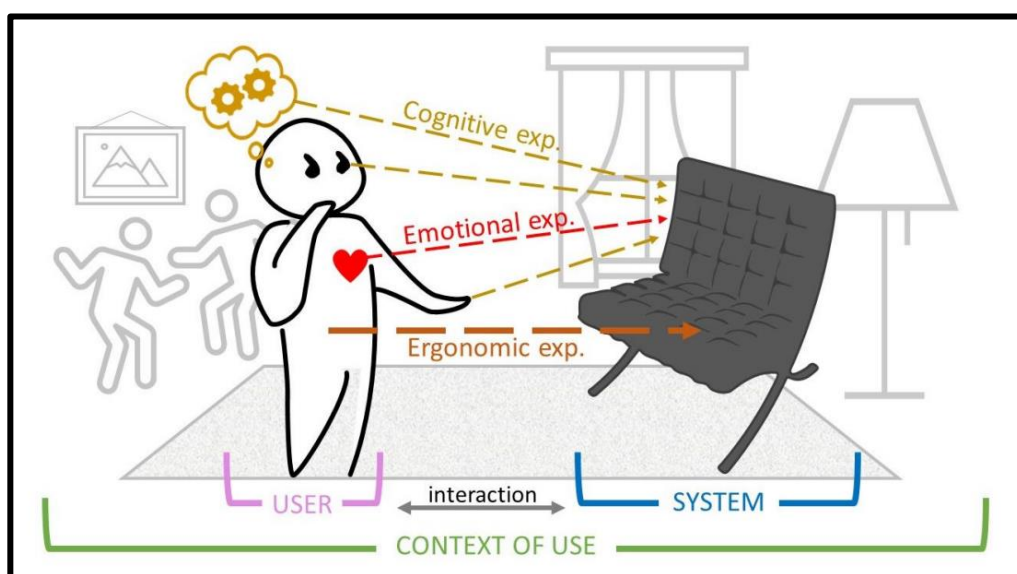 Cognitive exp.
Emotional exp.
Ergonomic exp.
interaction
USER
SYSTEM
CONTEXT OF USE